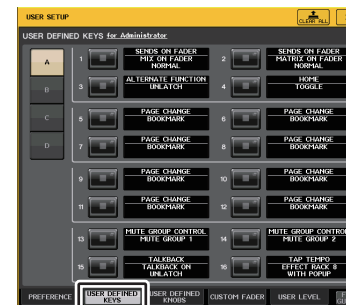 USER SETUP
CLEAR ALL
USER DEFINED KEYS for Administrator
A
B
C
D
1
SENDS ON FADER
MIX ON FADER
NORMAL
2
SENDS ON FADER
MATRIX ON FADER
NORMAL
3
ALTERNATE FUNCTION
UNLATCH
4
HOME
TOGGLE
5
PAGE CHANGE
BOOKMARK
6
PAGE CHANGE
BOOKMARK
7
PAGE CHANGE
BOOKMARK
8
PAGE CHANGE
BOOKMARK
9
PAGE CHANGE
BOOKMARK
10
PAGE CHANGE
BOOKMARK
11
PAGE CHANGE
BOOKMARK
12
PAGE CHANGE
BOOKMARK
13
MUTE GROUP CONTROL
MUTE GROUP 1
14
MUTE GROUP CONTROL
MUTE GROUP 2
15
TALKBACK
TALKBACK ON
UNLATCH
16
TAP TEMPO
EFFECT RACK 8
WITH POPUP
PREFERENCE
USER DEFINED
KEYS
USER DEFINED
KNOBS
CUSTOM FADER
USER LEVEL